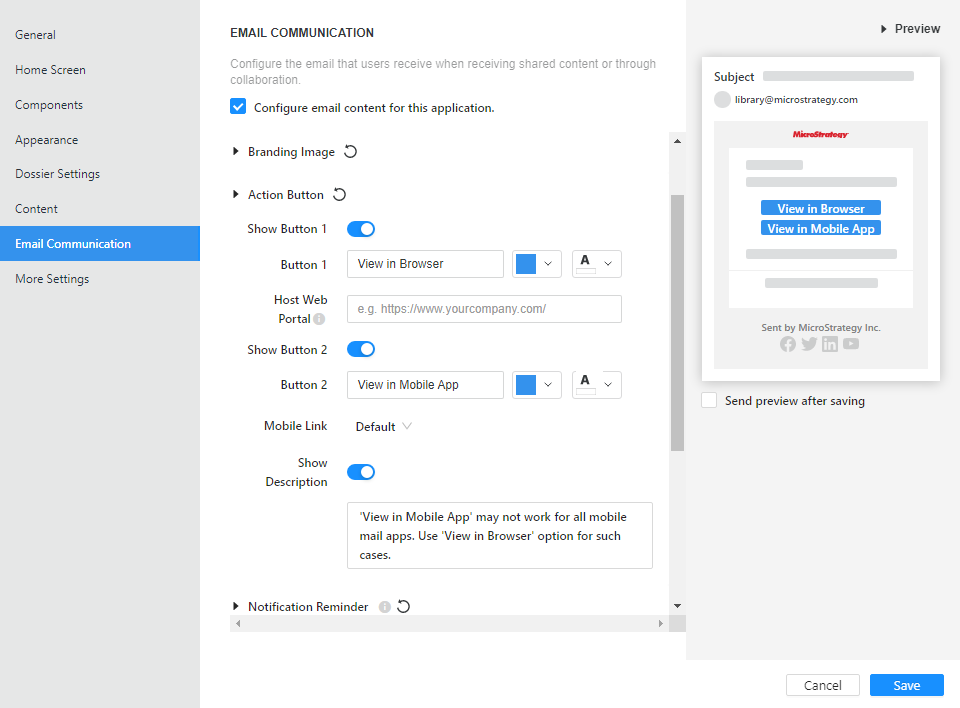 General
Home Screen
Components
Appearance
Dossier Settings
Content
Email Communication
More Settings
EMAIL COMMUNICATION
Configure the email that users receive when receiving shared content or through
collaboration.
Configure email content for this application.
Branding Image
Action Button
Show Button 1
Button 1
View in Browser
A
Host Web
Portal
e.g. https://www.yourcompany.com/
Show Button 2
Button 2
View in Mobile App
A
Mobile Link
Default
Show
Description
'View in Mobile App' may not work for all mobile
mail apps. Use 'View in Browser' option for such
cases.
Notification Reminder
Preview
Subject
library@microstrategy.com
MicroStrategy
View in Browser
View in Mobile App
Sent by MicroStrategy Inc.
Send preview after saving
Cancel
Save